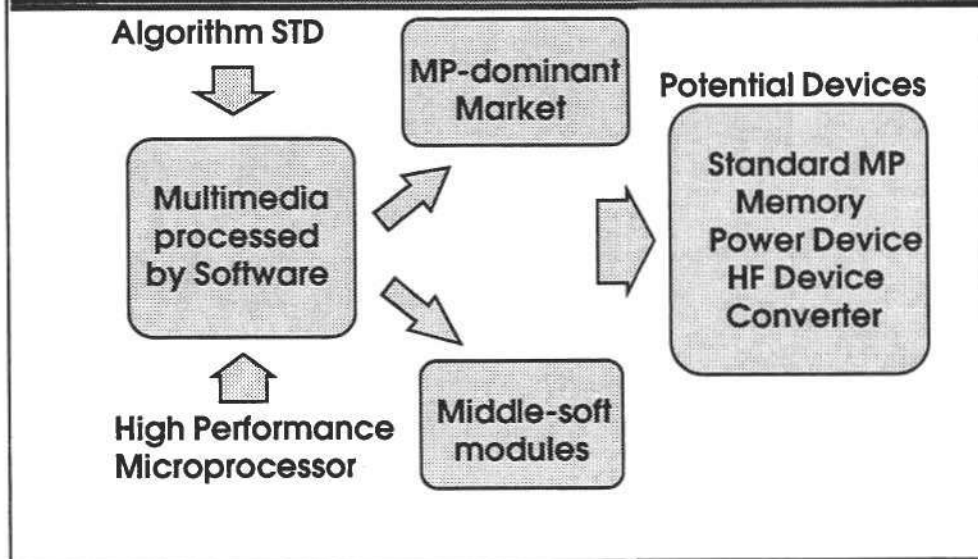 Algorithm STD
Multimedia
processed
by Software
High Performance
Microprocessor
MP-dominant
Market
Middle-soft
modules
Potential Devices
Standard MP
Memory
Power Device
HF Device
Converter